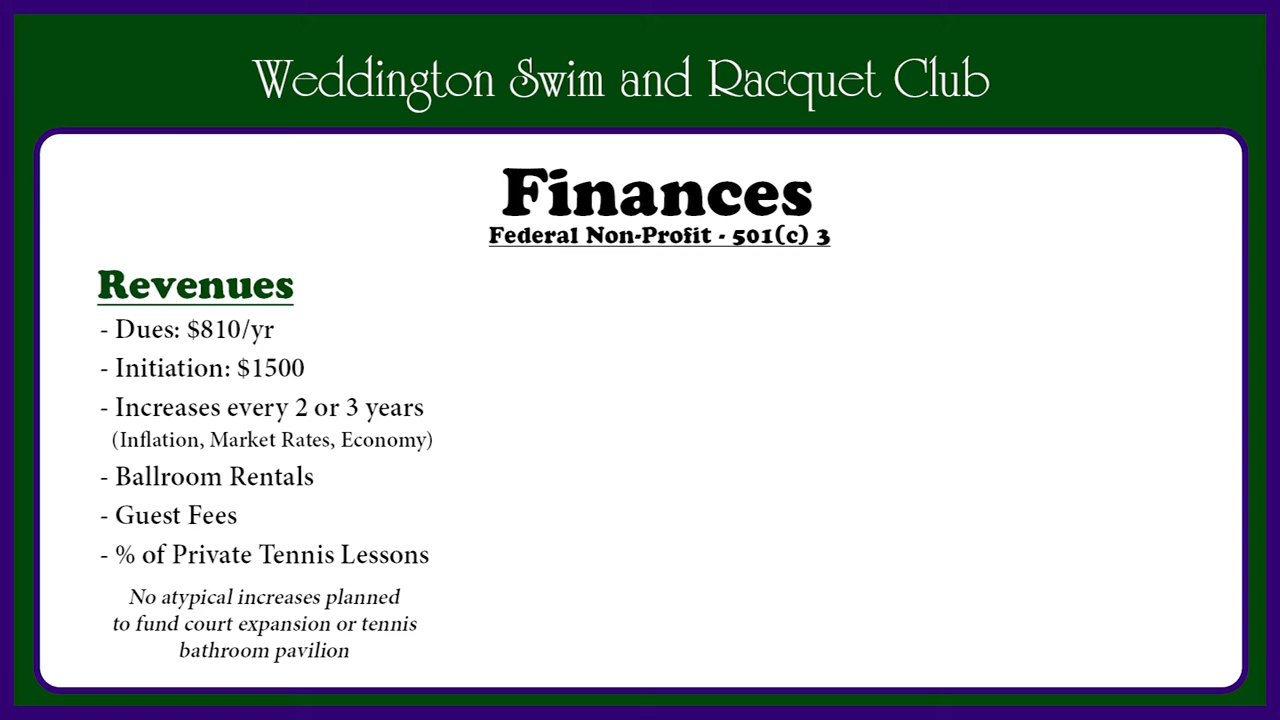 Weddington Swim and Racquet Club
Finances
Federal Non-Profit - 501(c) 3
Revenues
- Dues: $810/yr
- Initiation: $1500
- Increases every 2 or 3 years
(Inflation, Market Rates, Economy)
- Ballroom Rentals
- Guest Fees
- % of Private Tennis Lessons
No atypical increases planned
to fund court expansion or tennis
bathroom pavilion